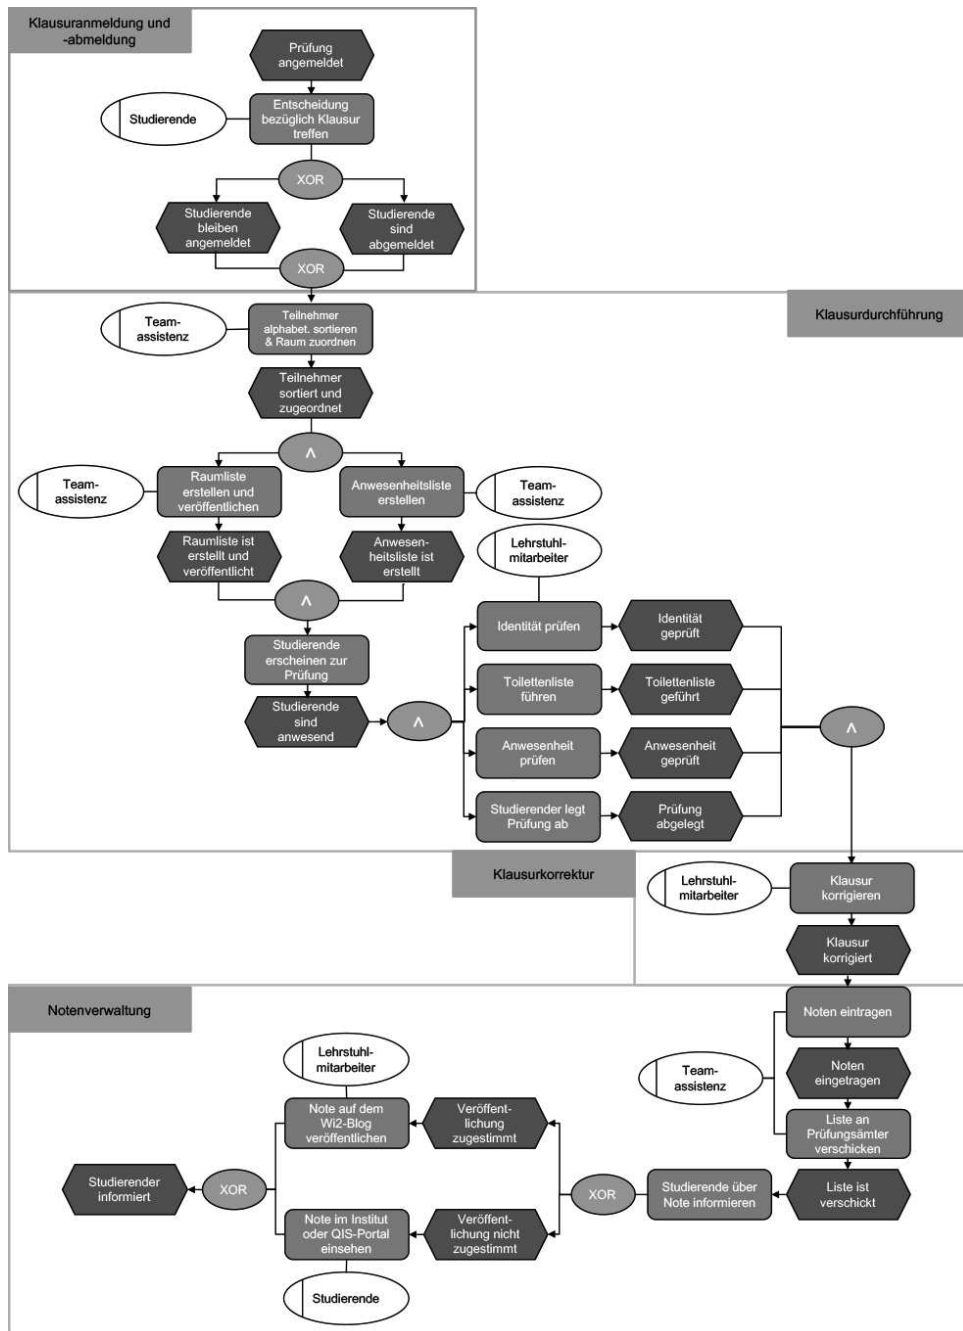 Klausuranmeldung und
-abmeldung
Prüfung
angemeldet
Studierende
Entscheidung
bezüglich Klausur
treffen
XOR
Studierende
bleiben
angemeldet
Studierende
sind
abgemeldet
XOR
Klausurdurchführung
Team-
assistenz
Teilnehmer
alphabet. sortieren
& Raum zuordnen
Teilnehmer
sortiert und
zugeordnet
∧
Team-
assistenz
Raumliste
erstellen und
veröffentlichen
Anwesenheitsliste
erstellen
Team-
assistenz
Raumliste ist
erstellt und
veröffentlicht
Anwesen-
heitsliste ist
erstellt
Lehrstuhl-
mitarbeiter
∧
Identität prüfen
Identität
geprüft
Studierende
erscheinen zur
Prüfung
Toilettenliste
führen
Toilettenliste
geführt
Studierende
sind
anwesend
∧
∧
Anwesenheit
prüfen
Anwesenheit
geprüft
Studierender legt
Prüfung ab
Prüfung
abgelegt
Klausurkorrektur
Lehrstuhl-
mitarbeiter
Klausur
korrigieren
Klausur
korrigiert
Notenverwaltung
Noten eintragen
Team-
assistenz
Noten
eingetragen
Liste an
Prüfungsämter
verschicken
Liste ist
verschickt
Studierende über
Note informieren
XOR
Lehrstuhl-
mitarbeiter
Veröffent-
lichung
zugestimmt
Note auf dem
Wi2-Blog
veröffentlichen
Veröffent-
lichung nicht
zugestimmt
Note im Institut
oder QIS-Portal
einsehen
Studierende
XOR
Studierender
informiert